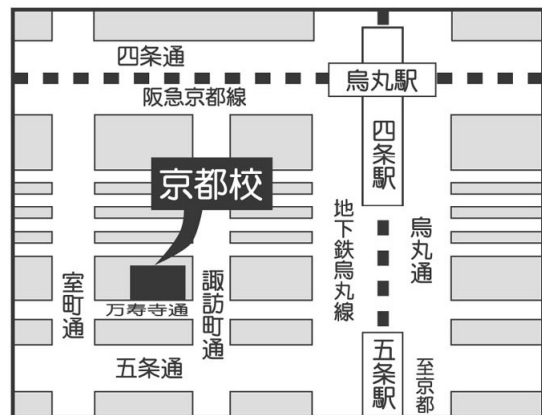 四条通
烏丸駅
阪急京都線
四条駅
京都校
地下鉄烏丸線
烏丸通
室町通
諏訪町通
万寿寺通
五条通
五条駅
至京都